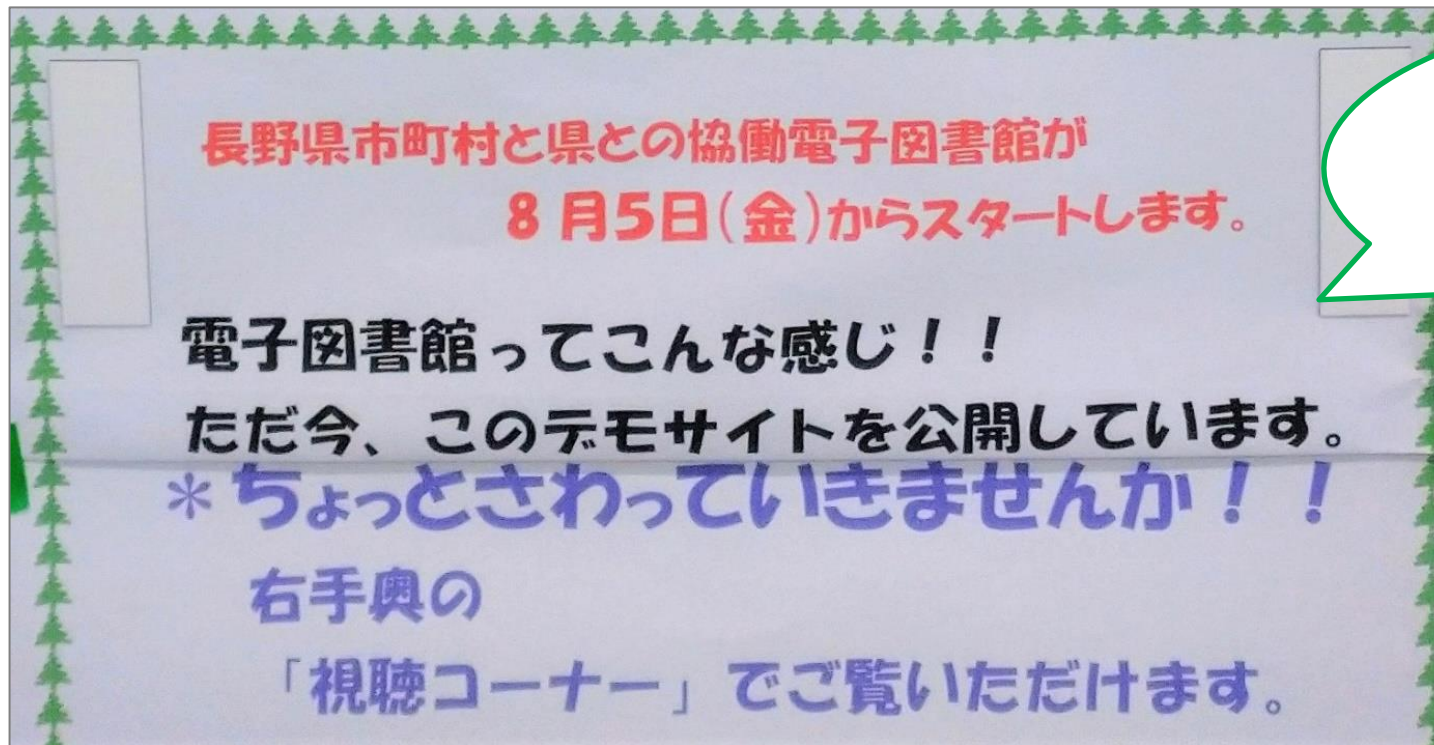 長野県市町村と県との協働電子図書館が
8月5日(金)からスタートします。
電子図書館ってこんな感じ！！
ただ今、このデモサイトを公開しています。
*ちょっとさわっていきませんか！！
右手奥の
「視聴コーナー」でご覧いただけます。